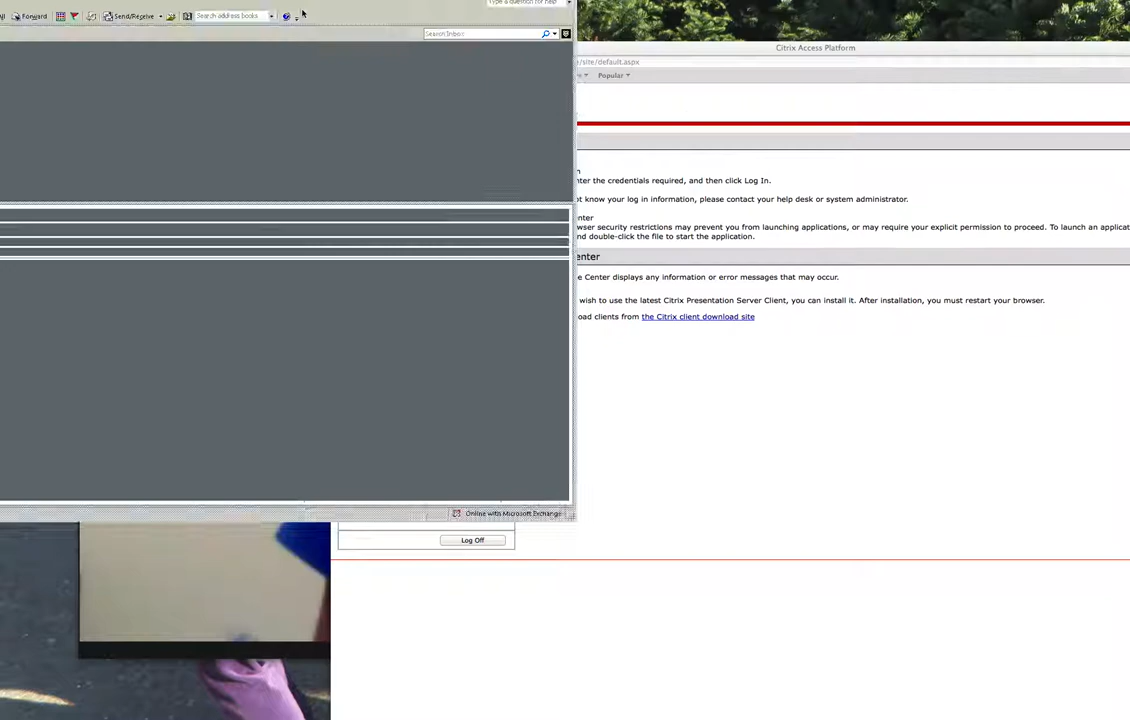 Type a question for help
Forward
Send/Receive
Search address books
Search Inbox
Citrix Access Platform
/site/default.aspx
Popular
nter the credentials required, and then click Log In.
ot know your log in information, please contact your help desk or system administrator.
nter
wser security restrictions may prevent you from launching applications, or may require your explicit permission to proceed. To launch an applicat
nd double-click the file to start the application.
enter
e Center displays any information or error messages that may occur.
wish to use the latest Citrix Presentation Server Client, you can install it. After installation, you must restart your browser.
oad clients from the Citrix client download site
Online with Microsoft Exchange
Log Off